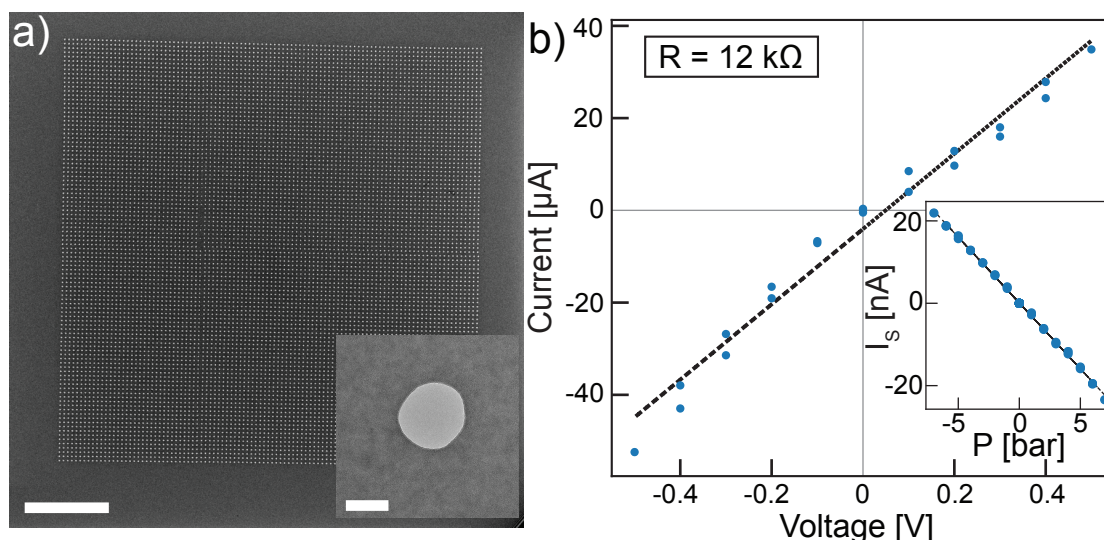 a)
b)
R = 12 kΩ
Current [μA]
40
20
0
-20
-40
-0.4
-0.2
0
0.2
0.4
Voltage [V]
I_S [nA]
20
0
-20
-5
0
5
P [bar]